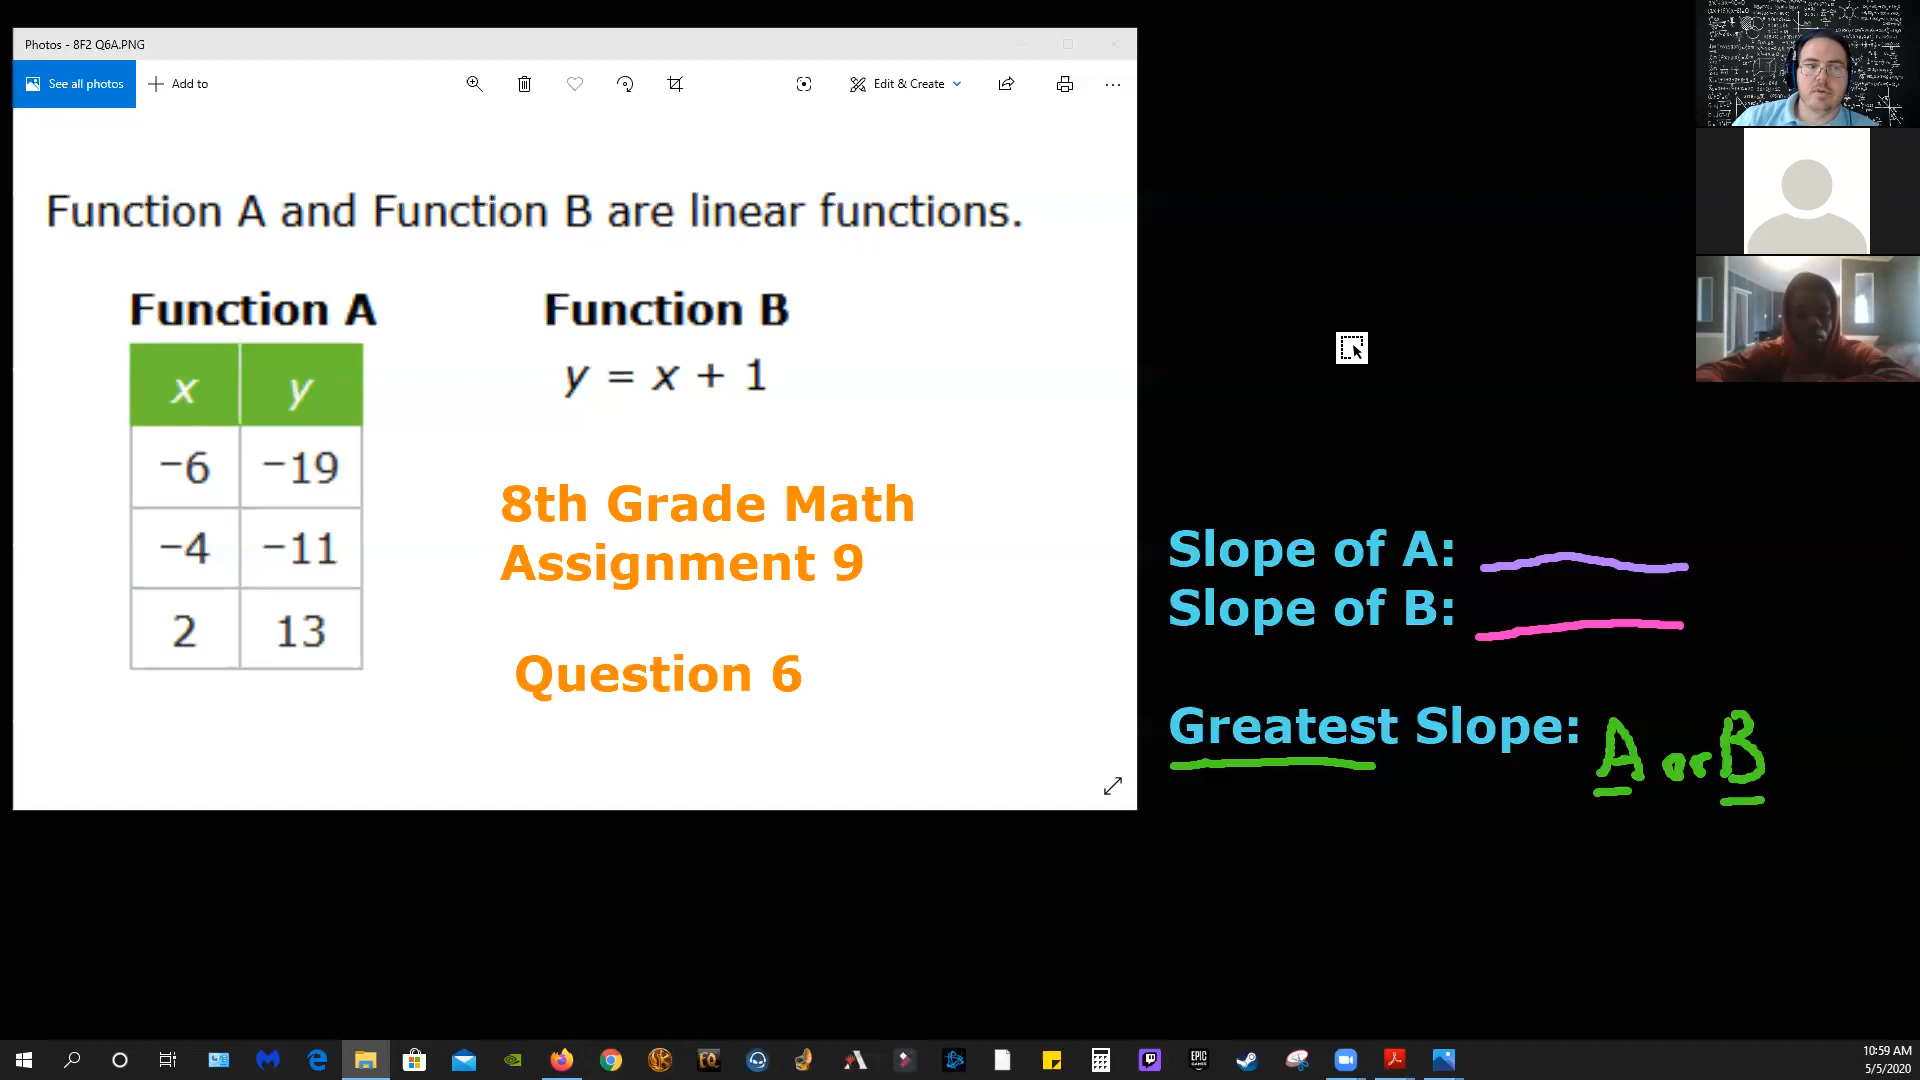 Photos - 8F2 Q6A.PNG
See all photos
Add to
Edit & Create
Function A and Function B are linear functions.
Function A
x y
−6 −19
−4 −11
2 13
Function B
y = x + 1
8th Grade Math
Assignment 9
Question 6
Slope of A:
Slope of B:
Greatest Slope: A or B
EPIC GAMES
10:59 AM
5/5/2020